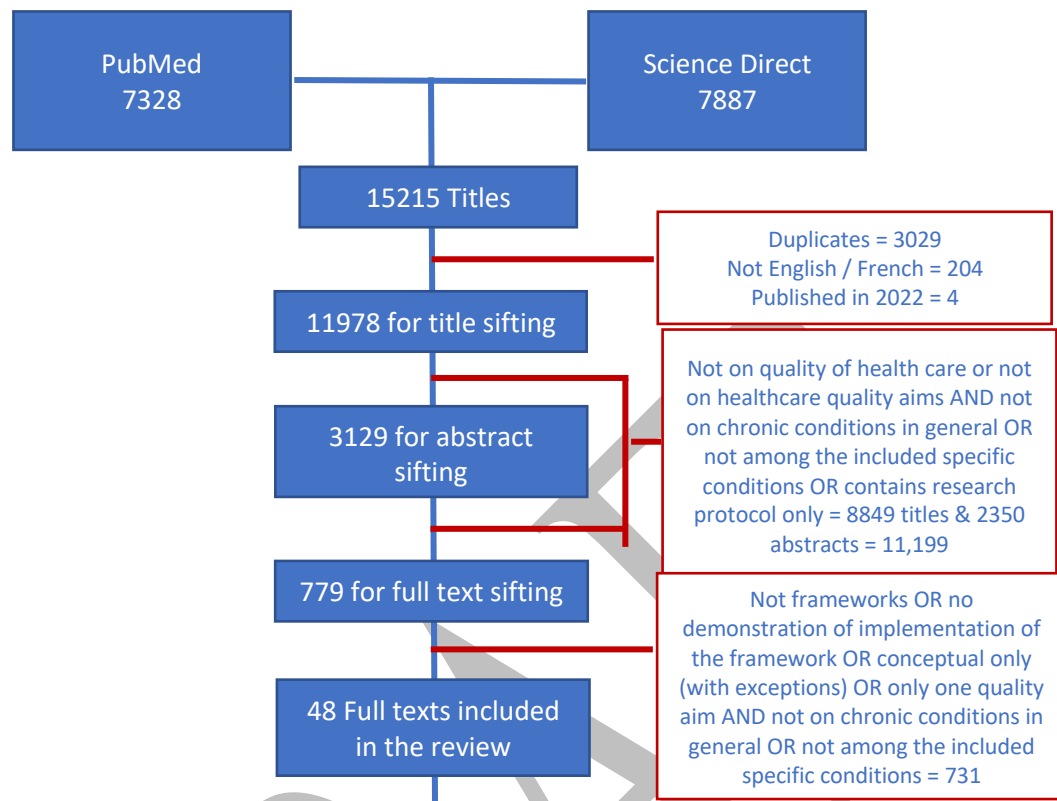 PubMed
7328
Science Direct
7887
15215 Titles
Duplicates = 3029
Not English / French = 204
Published in 2022 = 4
11978 for title sifting
Not on quality of health care or not
on healthcare quality aims AND not
on chronic conditions in general OR
not among the included specific
conditions OR contains research
protocol only = 8849 titles & 2350
abstracts = 11,199
3129 for abstract
sifting
779 for full text sifting
Not frameworks OR no
demonstration of implementation of
the framework OR conceptual only
(with exceptions) OR only one quality
aim AND not on chronic conditions in
general OR not among the included
specific conditions = 731
48 Full texts included
in the review